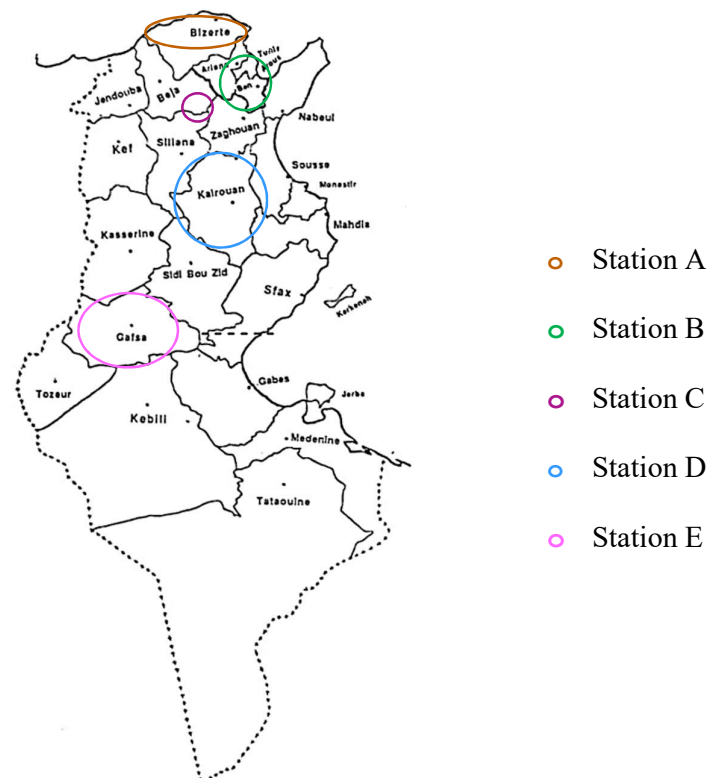 Bizerte
Tunis
Ariana
Arous
Ben
Beja
Jendouba
Nabeul
Zaghouan
Siliana
Kef
Sousse
Monastir
Kairouan
Mahdia
Kasserine
Sidi Bou Zid
Sfax
Kerkenah
Gafsa
Tozeur
Gabes
Jerba
Kebili
Medenine
Tataouine
Station A
Station B
Station C
Station D
Station E